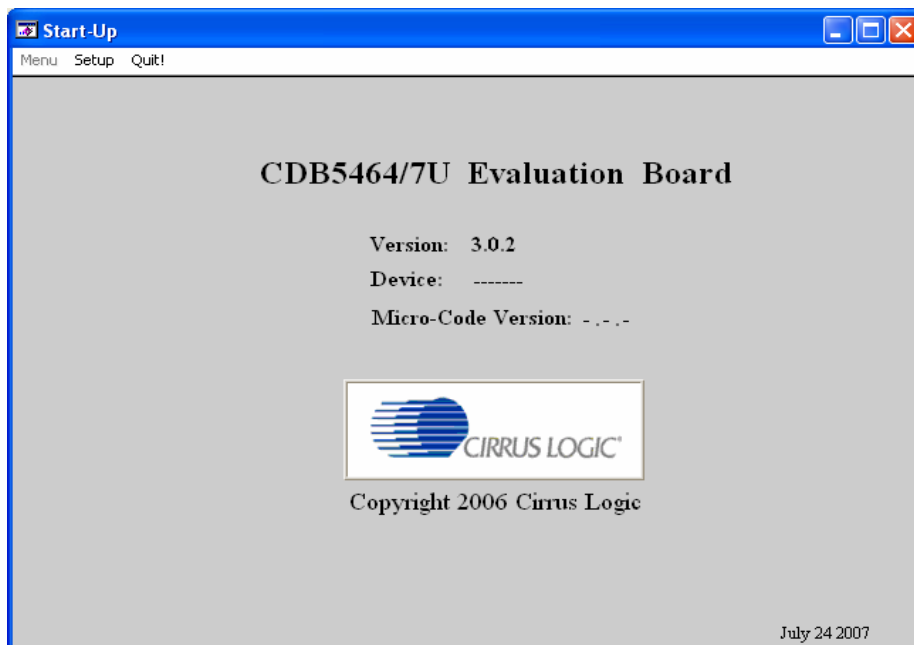 Start-Up
Menu Setup Quit!
CDB5464/7U Evaluation Board
Version: 3.0.2
Device: -------
Micro-Code Version: -.-.-
CIRRUS LOGIC®
Copyright 2006 Cirrus Logic
July 24 2007